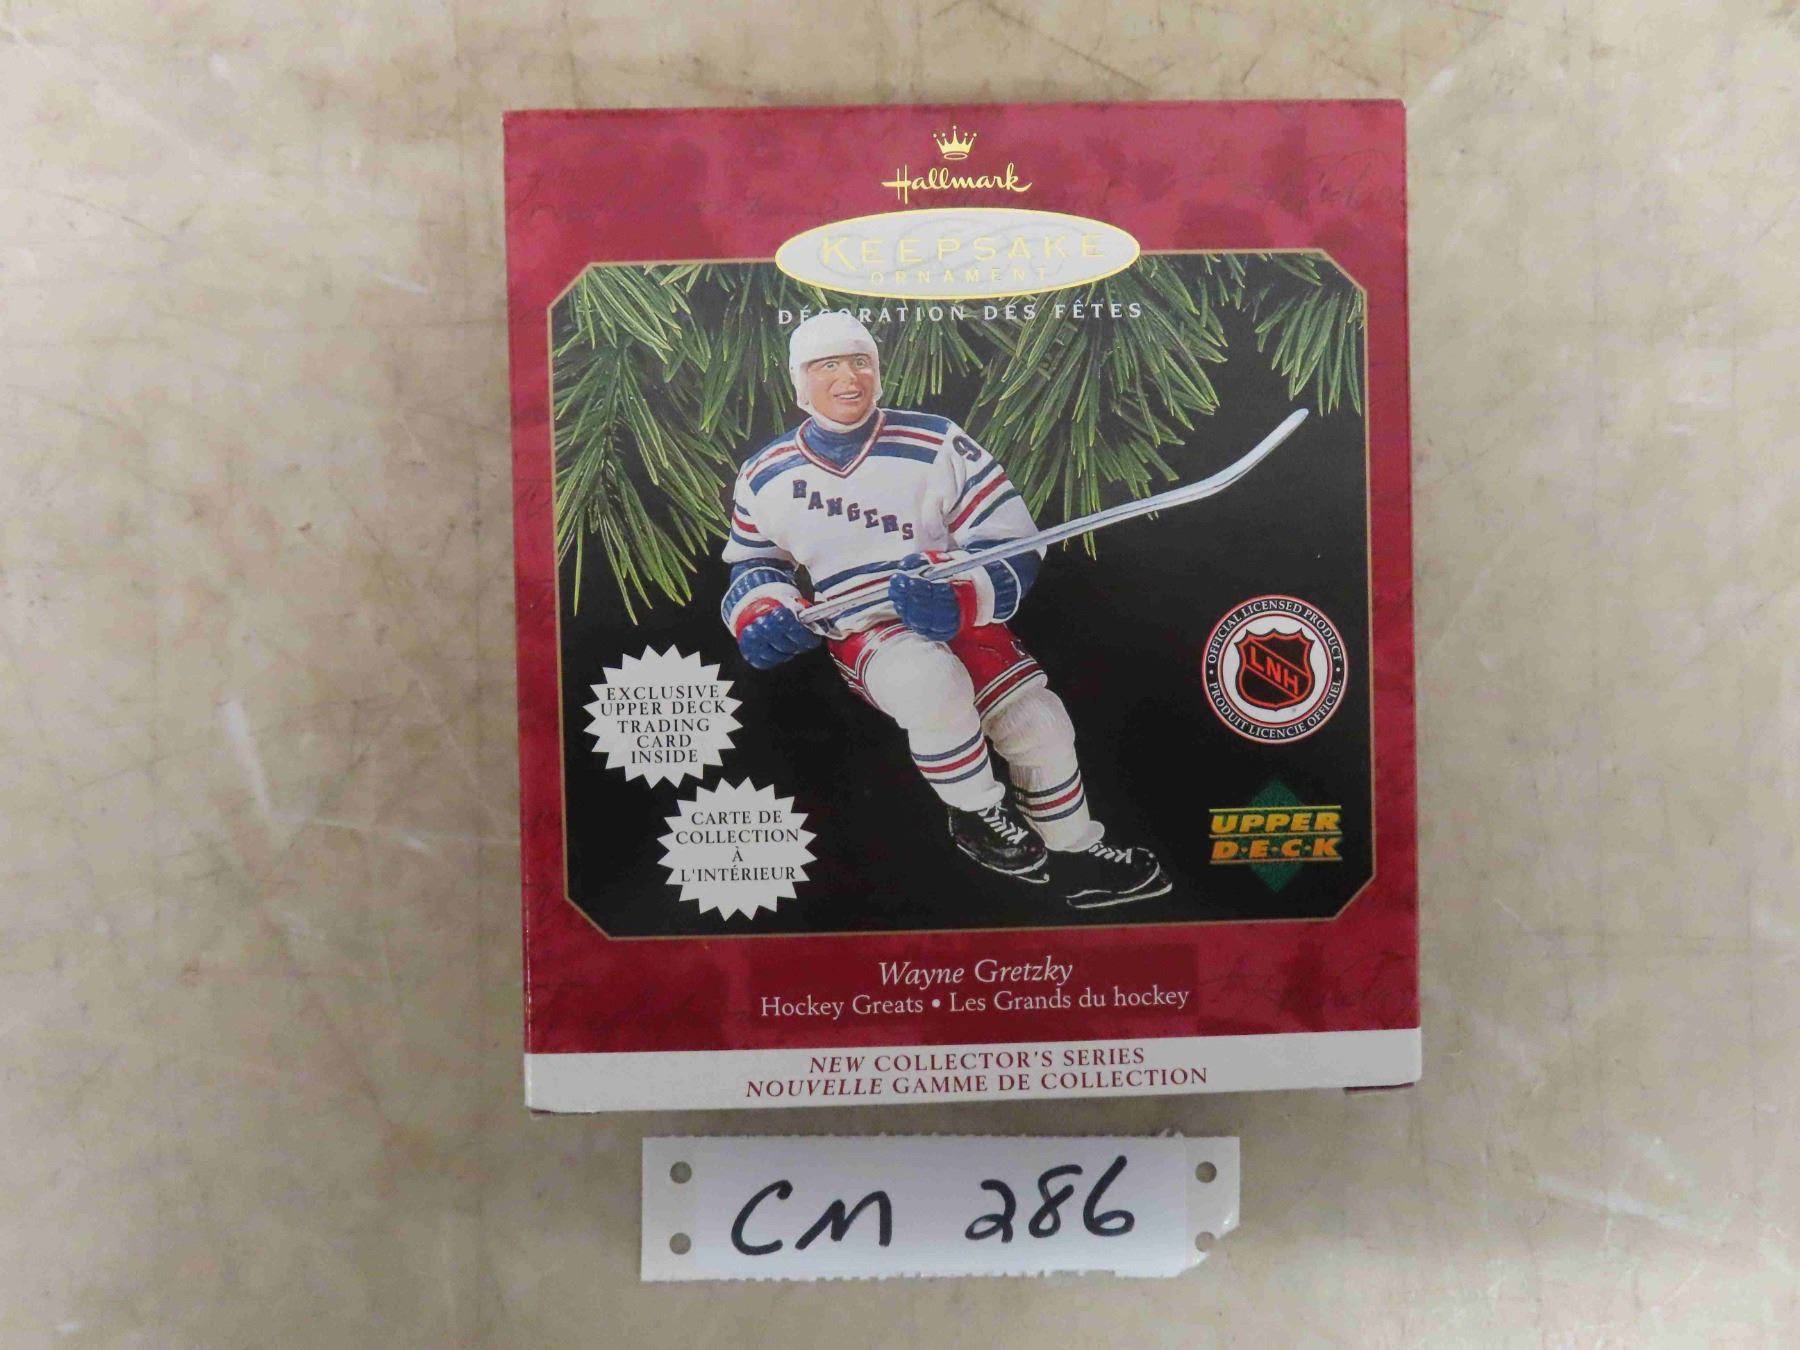 Hallmark
KEEPSAKE
ORNAMENT
DÉCORATION DES FÊTES
9
RANGERS
OFFICIAL LICENSED PRODUCT
LNH
PRODUIT LICENCIE OFFICIEL
EXCLUSIVE
UPPER DECK
TRADING
CARD
INSIDE
CARTE DE
COLLECTION
À
L'INTÉRIEUR
UPPER
D·E·C·K
Wayne Gretzky
Hockey Greats • Les Grands du hockey
NEW COLLECTOR'S SERIES
NOUVELLE GAMME DE COLLECTION
CM 286